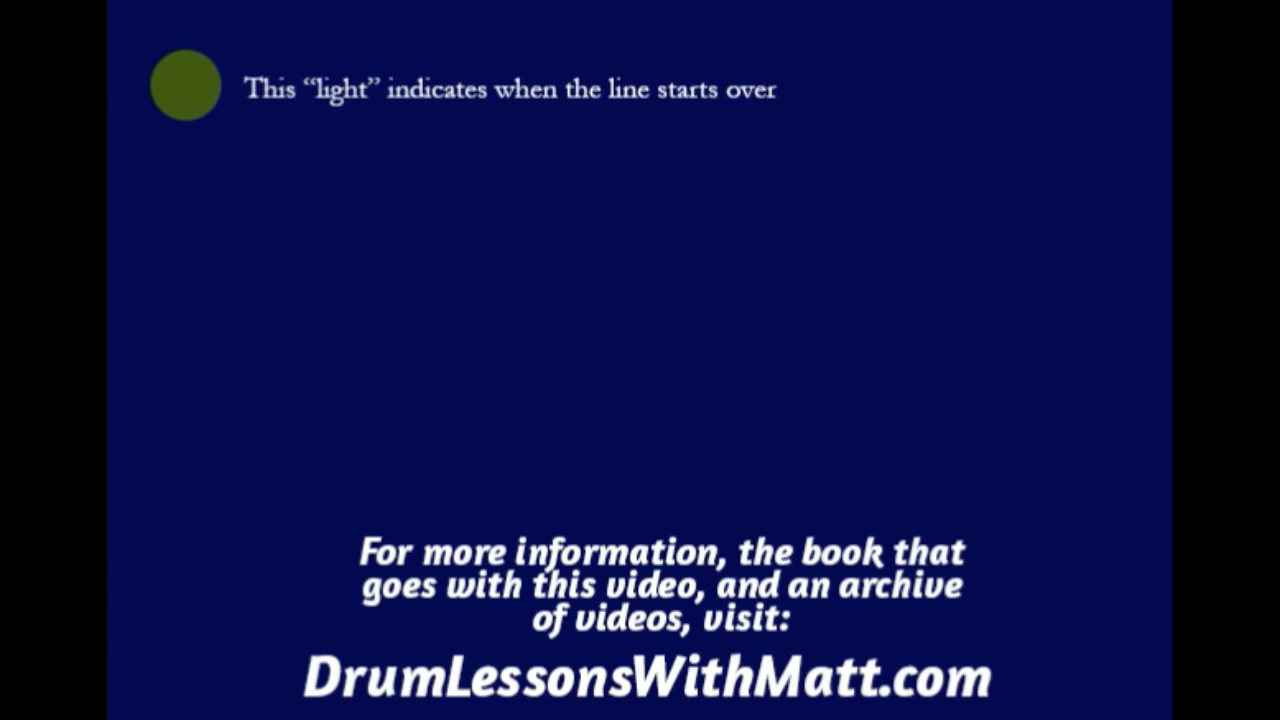 This “light” indicates when the line starts over
For more information, the book that
goes with this video, and an archive
of videos, visit:
DrumLessonsWithMatt.com